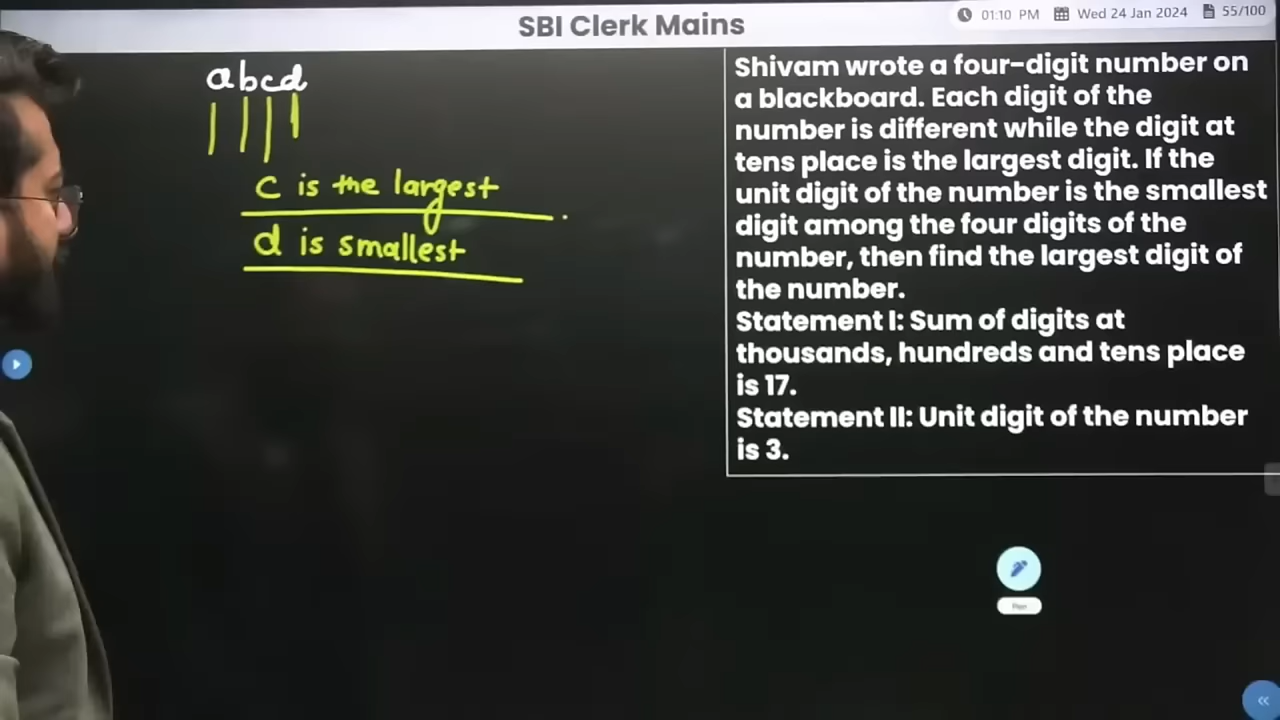 SBI Clerk Mains
01:10 PM Wed 24 Jan 2024 55/100
abcd
c is the largest
d is smallest
Shivam wrote a four-digit number on
a blackboard. Each digit of the
number is different while the digit at
tens place is the largest digit. If the
unit digit of the number is the smallest
digit among the four digits of the
number, then find the largest digit of
the number.
Statement I: Sum of digits at
thousands, hundreds and tens place
is 17.
Statement II: Unit digit of the number
is 3.
Pen